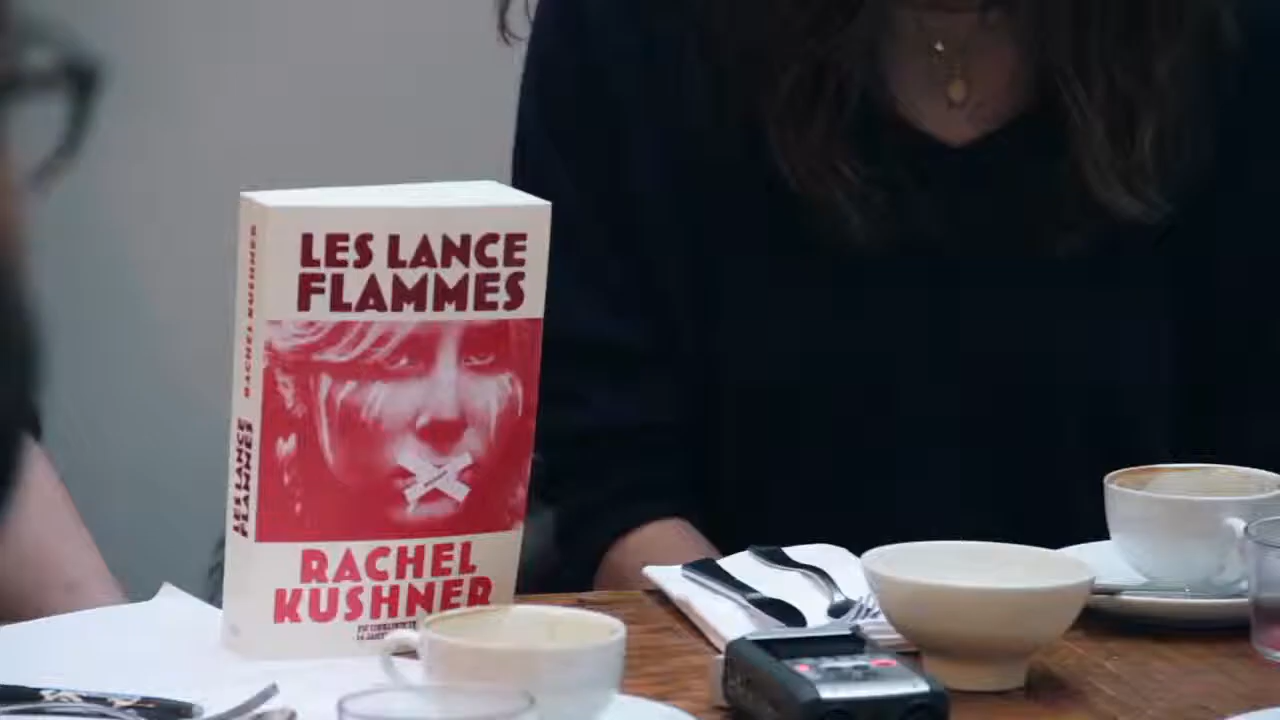 LES LANCE
FLAMMES
RACHEL
KUSHNER
RACHEL KUSHNER
LES LANCE
FLAMMES